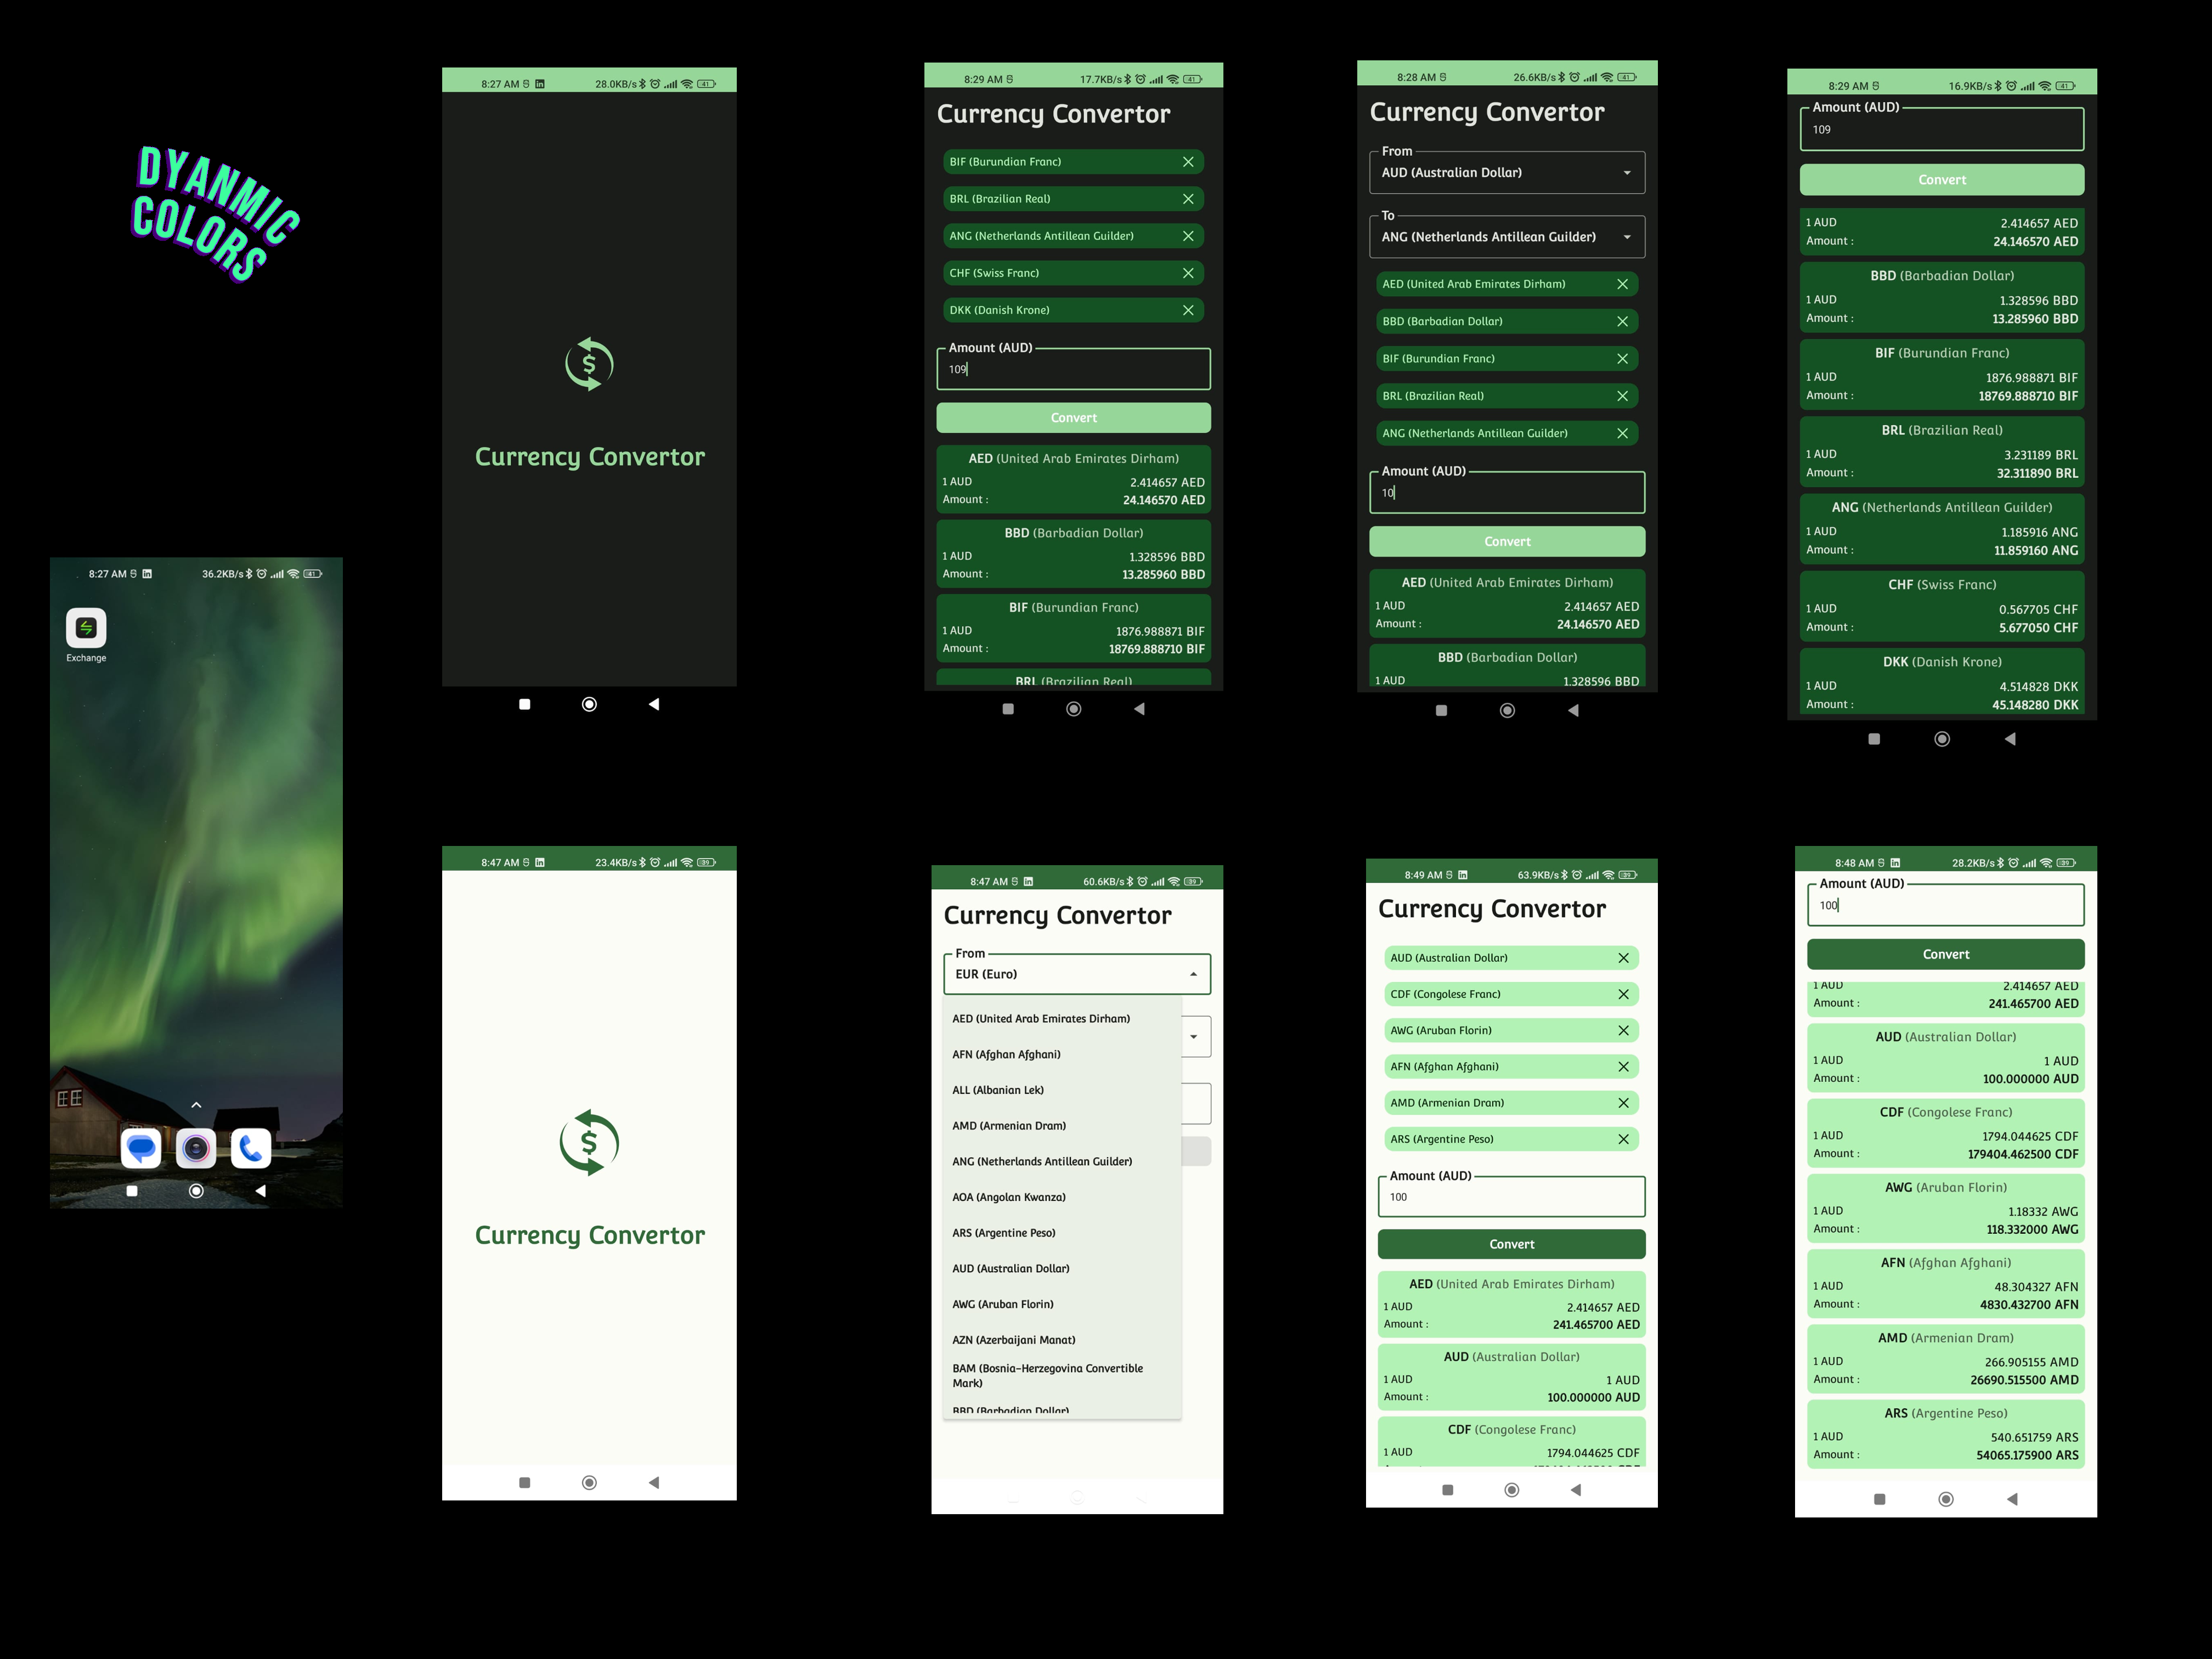 DYANMIC
COLORS
8:27 AM
36.2KB/s
41
Exchange
8:27 AM
28.0KB/s
41
Currency Convertor
8:29 AM
17.7KB/s
41
Currency Convertor
BIF (Burundian Franc)
BRL (Brazilian Real)
ANG (Netherlands Antillean Guilder)
CHF (Swiss Franc)
DKK (Danish Krone)
Amount (AUD)
109
Convert
AED (United Arab Emirates Dirham)
1 AUD 2.414657 AED
Amount : 24.146570 AED
BBD (Barbadian Dollar)
1 AUD 1.328596 BBD
Amount : 13.285960 BBD
BIF (Burundian Franc)
1 AUD 1876.988871 BIF
Amount : 18769.888710 BIF
BRL (Brazilian Real)
8:28 AM
26.6KB/s
41
Currency Convertor
From
AUD (Australian Dollar)
To
ANG (Netherlands Antillean Guilder)
AED (United Arab Emirates Dirham)
BBD (Barbadian Dollar)
BIF (Burundian Franc)
BRL (Brazilian Real)
ANG (Netherlands Antillean Guilder)
Amount (AUD)
10
Convert
AED (United Arab Emirates Dirham)
1 AUD 2.414657 AED
Amount : 24.146570 AED
BBD (Barbadian Dollar)
1 AUD 1.328596 BBD
8:29 AM
16.9KB/s
41
Amount (AUD)
109
Convert
1 AUD 2.414657 AED
Amount : 24.146570 AED
BBD (Barbadian Dollar)
1 AUD 1.328596 BBD
Amount : 13.285960 BBD
BIF (Burundian Franc)
1 AUD 1876.988871 BIF
Amount : 18769.888710 BIF
BRL (Brazilian Real)
1 AUD 3.231189 BRL
Amount : 32.311890 BRL
ANG (Netherlands Antillean Guilder)
1 AUD 1.185916 ANG
Amount : 11.859160 ANG
CHF (Swiss Franc)
1 AUD 0.567705 CHF
Amount : 5.677050 CHF
DKK (Danish Krone)
1 AUD 4.514828 DKK
Amount : 45.148280 DKK
8:47 AM
23.4KB/s
39
Currency Convertor
8:47 AM
60.6KB/s
39
Currency Convertor
From
EUR (Euro)
AED (United Arab Emirates Dirham)
AFN (Afghan Afghani)
ALL (Albanian Lek)
AMD (Armenian Dram)
ANG (Netherlands Antillean Guilder)
AOA (Angolan Kwanza)
ARS (Argentine Peso)
AUD (Australian Dollar)
AWG (Aruban Florin)
AZN (Azerbaijani Manat)
BAM (Bosnia-Herzegovina Convertible
Mark)
BBD (Barbadian Dollar)
8:49 AM
63.9KB/s
39
Currency Convertor
AUD (Australian Dollar)
CDF (Congolese Franc)
AWG (Aruban Florin)
AFN (Afghan Afghani)
AMD (Armenian Dram)
ARS (Argentine Peso)
Amount (AUD)
100
Convert
AED (United Arab Emirates Dirham)
1 AUD 2.414657 AED
Amount : 241.465700 AED
AUD (Australian Dollar)
1 AUD 1 AUD
Amount : 100.000000 AUD
CDF (Congolese Franc)
1 AUD 1794.044625 CDF
8:48 AM
28.2KB/s
39
Amount (AUD)
100
Convert
1 AUD 2.414657 AED
Amount : 241.465700 AED
AUD (Australian Dollar)
1 AUD 1 AUD
Amount : 100.000000 AUD
CDF (Congolese Franc)
1 AUD 1794.044625 CDF
Amount : 179404.462500 CDF
AWG (Aruban Florin)
1 AUD 1.18332 AWG
Amount : 118.332000 AWG
AFN (Afghan Afghani)
1 AUD 48.304327 AFN
Amount : 4830.432700 AFN
AMD (Armenian Dram)
1 AUD 266.905155 AMD
Amount : 26690.515500 AMD
ARS (Argentine Peso)
1 AUD 540.651759 ARS
Amount : 54065.175900 ARS